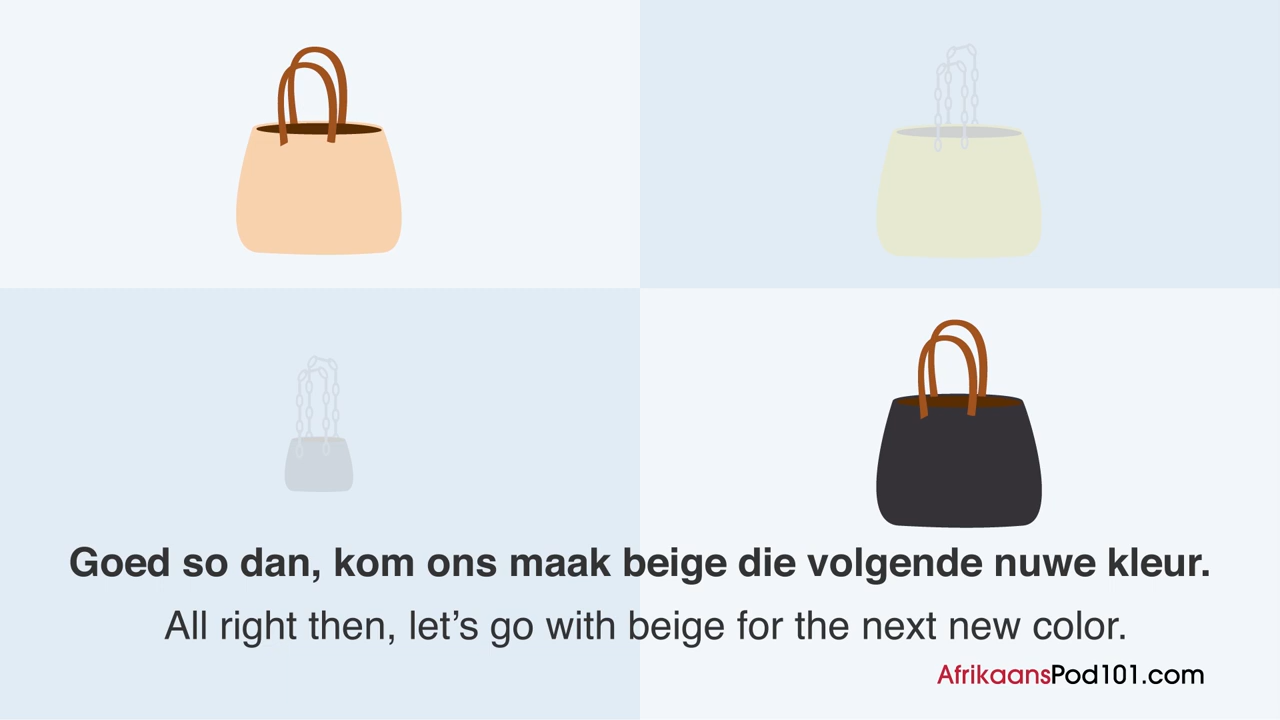 Goed so dan, kom ons maak beige die volgende nuwe kleur.
All right then, let’s go with beige for the next new color.
AfrikaansPod101.com